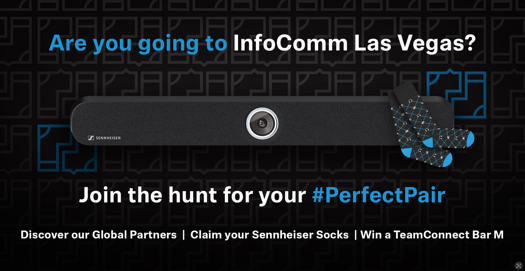 Are you going to InfoComm Las Vegas?
SENNHEISER
Join the hunt for your #PerfectPair
Discover our Global Partners | Claim your Sennheiser Socks | Win a TeamConnect Bar M